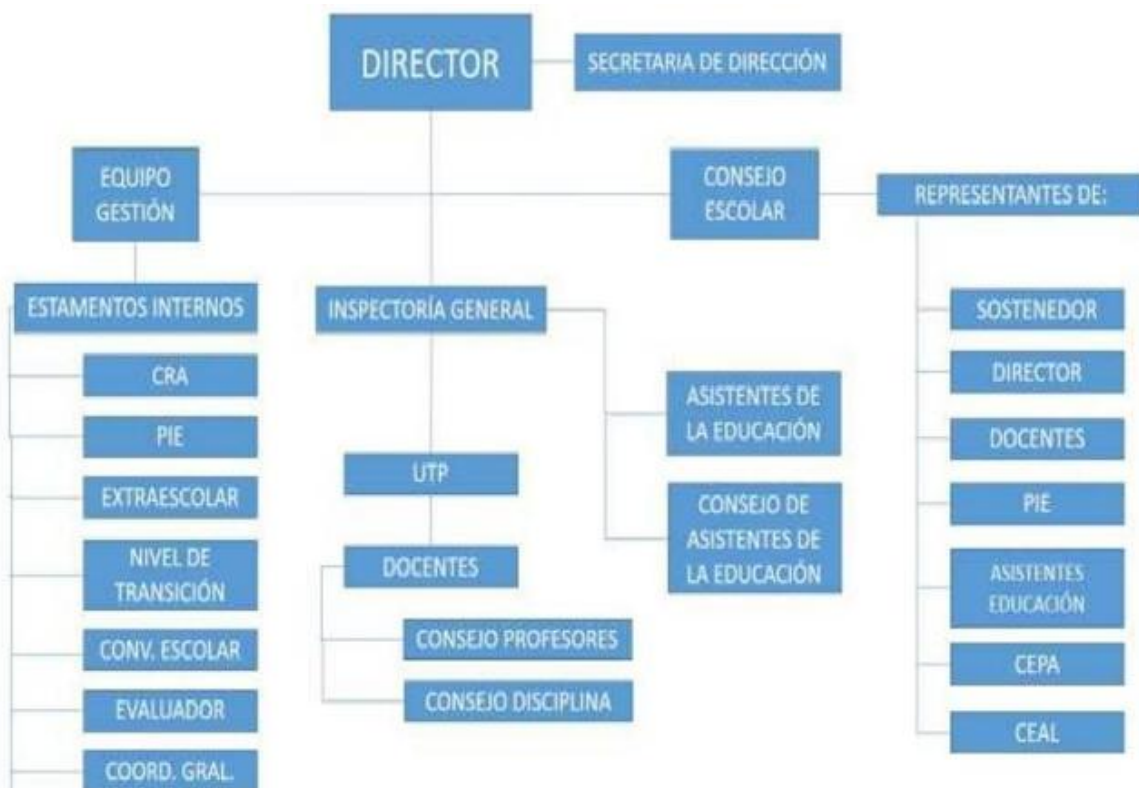 DIRECTOR
SECRETARIA DE DIRECCIÓN
EQUIPO
GESTIÓN
CONSEJO
ESCOLAR
REPRESENTANTES DE:
ESTAMENTOS INTERNOS
CRA
PIE
EXTRAESCOLAR
NIVEL DE
TRANSICIÓN
CONV. ESCOLAR
EVALUADOR
COORD. GRAL.
INSPECTORÍA GENERAL
UTP
DOCENTES
CONSEJO PROFESORES
CONSEJO DISCIPLINA
ASISTENTES DE
LA EDUCACIÓN
CONSEJO DE
ASISTENTES DE
LA EDUCACIÓN
SOSTENEDOR
DIRECTOR
DOCENTES
PIE
ASISTENTES
EDUCACIÓN
CEPA
CEAL